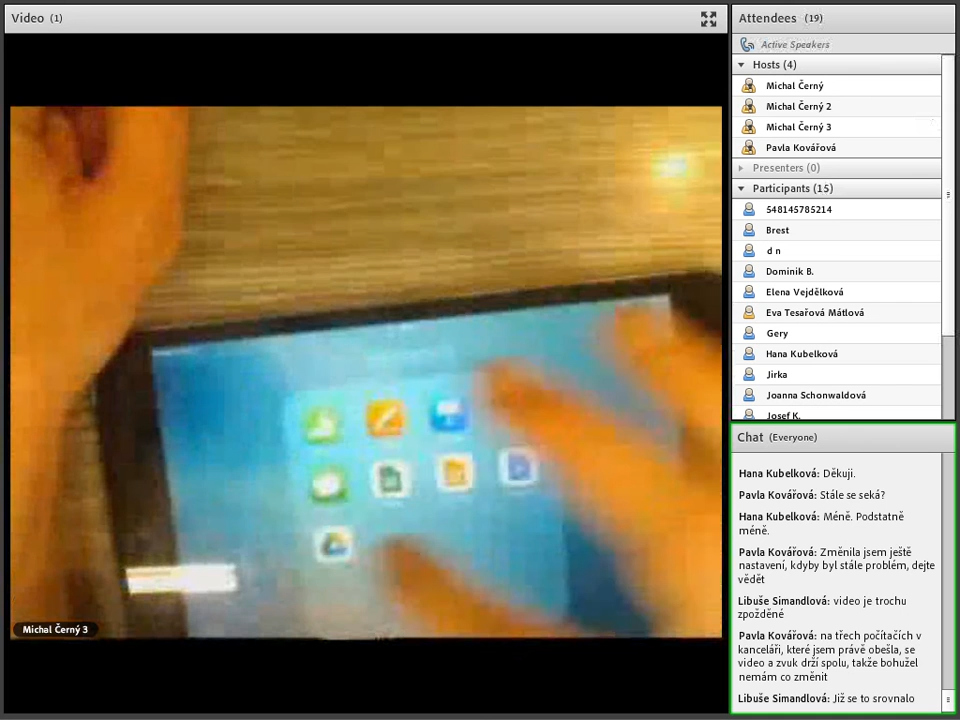 Video (1)
Michal Černý 3
Attendees (19)
Active Speakers
Hosts (4)
Michal Černý
Michal Černý 2
Michal Černý 3
Pavla Kovářová
Presenters (0)
Participants (15)
548145785214
Brest
d n
Dominik B.
Elena Vejdělková
Eva Tesařová Mátlová
Gery
Hana Kubelková
Jirka
Joanna Schonwaldová
Josef K.
Chat (Everyone)
Hana Kubelková: Děkuji.
Pavla Kovářová: Stále se seká?
Hana Kubelková: Méně. Podstatně
méně.
Pavla Kovářová: Změnila jsem ještě
nastavení, kdyby byl stále problém, dejte
vědět
Libuše Simandlová: video je trochu
zpožděné
Pavla Kovářová: na třech počítačích v
kanceláři, které jsem právě obešla, se
video a zvuk drží spolu, takže bohužel
nemám co změnit
Libuše Simandlová: Již se to srovnalo